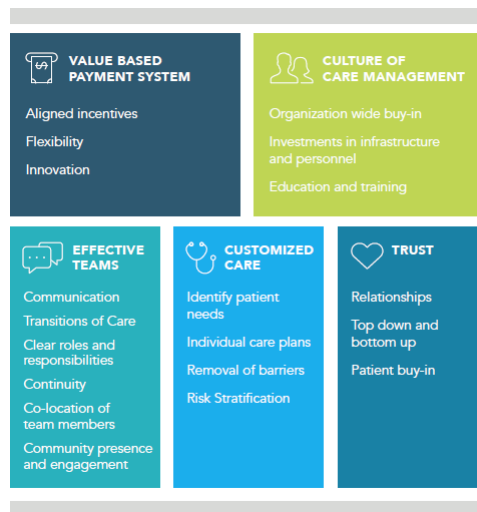 VALUE BASED
PAYMENT SYSTEM
Aligned incentives
Flexibility
Innovation
CULTURE OF
CARE MANAGEMENT
Organization wide buy-in
Investments in infrastructure
and personnel
Education and training
EFFECTIVE
TEAMS
Communication
Transitions of Care
Clear roles and
responsibilities
Continuity
Co-location of
team members
Community presence
and engagement
CUSTOMIZED
CARE
Identify patient
needs
Individual care plans
Removal of barriers
Risk Stratification
TRUST
Relationships
Top down and
bottom up
Patient buy-in